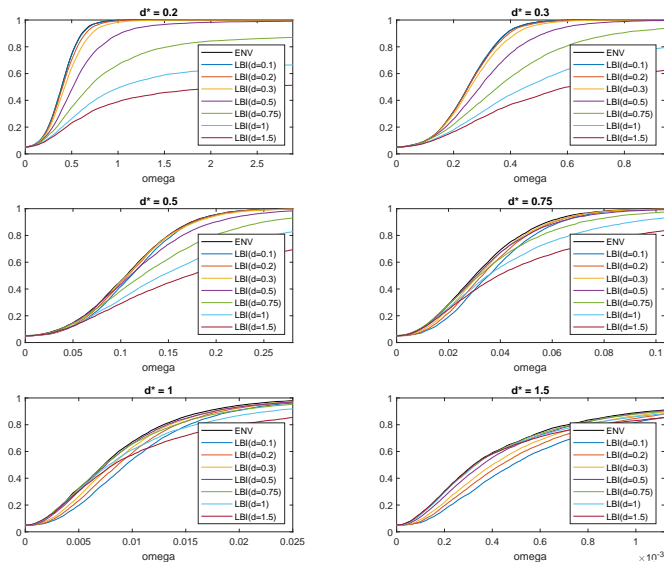 d* = 0.2
1
0.8
0.6
0.4
0.2
0
ENV
LBI(d=0.1)
LBI(d=0.2)
LBI(d=0.3)
LBI(d=0.5)
LBI(d=0.75)
LBI(d=1)
LBI(d=1.5)
0 0.5 1 1.5 2 2.5
omega
d* = 0.3
1
0.8
0.6
0.4
0.2
0
ENV
LBI(d=0.1)
LBI(d=0.2)
LBI(d=0.3)
LBI(d=0.5)
LBI(d=0.75)
LBI(d=1)
LBI(d=1.5)
0.2 0.4 0.6 0.8
omega
d* = 0.5
1
0.8
0.6
0.4
0.2
0
ENV
LBI(d=0.1)
LBI(d=0.2)
LBI(d=0.3)
LBI(d=0.5)
LBI(d=0.75)
LBI(d=1)
LBI(d=1.5)
0 0.05 0.1 0.15 0.2 0.25
omega
d* = 0.75
1
0.8
0.6
0.4
0.2
0
ENV
LBI(d=0.1)
LBI(d=0.2)
LBI(d=0.3)
LBI(d=0.5)
LBI(d=0.75)
LBI(d=1)
LBI(d=1.5)
0.02 0.04 0.06 0.08 0.1
omega
d* = 1
1
0.8
0.6
0.4
0.2
0
ENV
LBI(d=0.1)
LBI(d=0.2)
LBI(d=0.3)
LBI(d=0.5)
LBI(d=0.75)
LBI(d=1)
LBI(d=1.5)
0 0.005 0.01 0.015 0.02 0.025
omega
d* = 1.5
1
0.8
0.6
0.4
0.2
0
ENV
LBI(d=0.1)
LBI(d=0.2)
LBI(d=0.3)
LBI(d=0.5)
LBI(d=0.75)
LBI(d=1)
LBI(d=1.5)
0.2 0.4 0.6 0.8 1
omega
×10⁻³